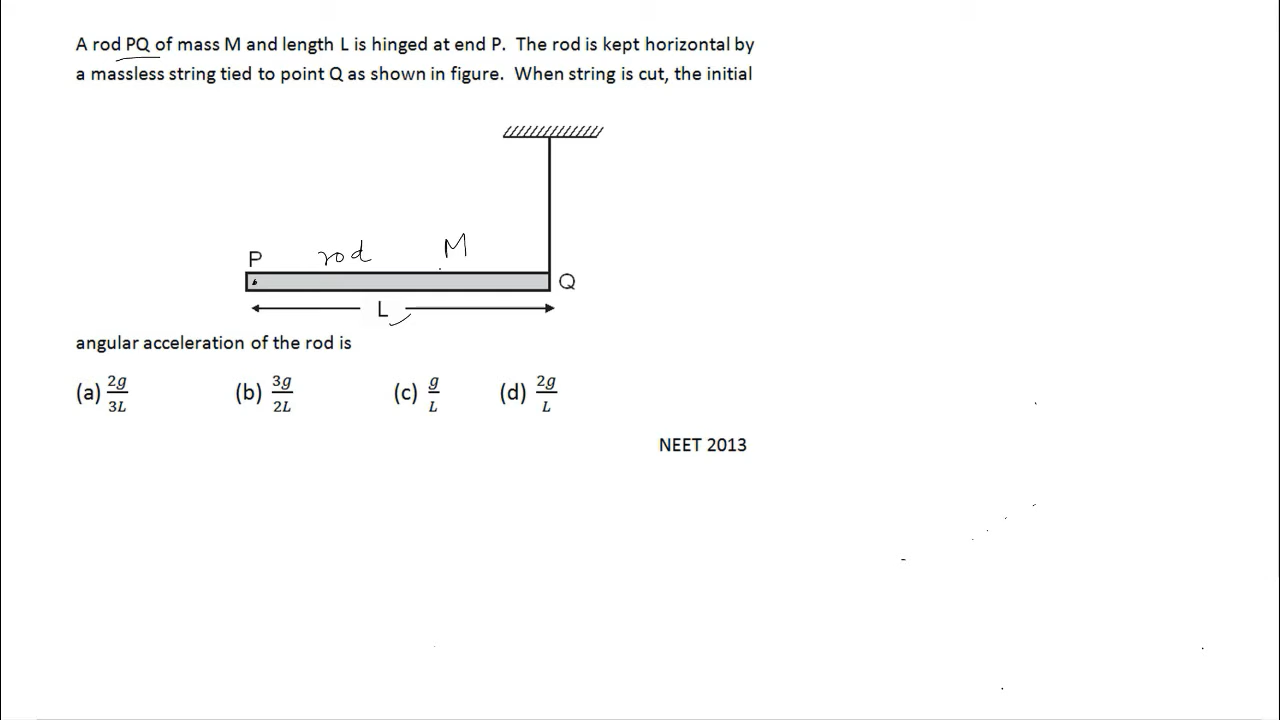 A rod PQ of mass M and length L is hinged at end P. The rod is kept horizontal by
a massless string tied to point Q as shown in figure. When string is cut, the initial
P rod M
Q
L
angular acceleration of the rod is
(a) 2g/3L (b) 3g/2L (c) g/L (d) 2g/L
NEET 2013